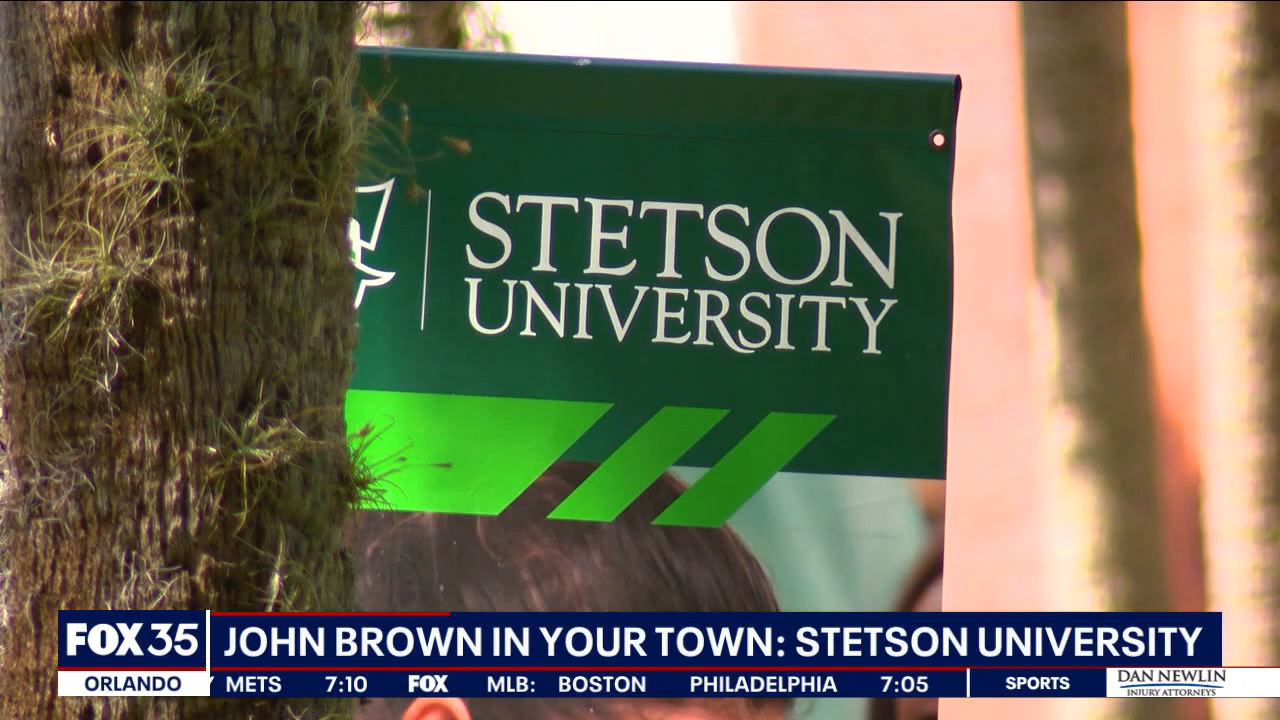 STETSON
UNIVERSITY
FOX 35
JOHN BROWN IN YOUR TOWN: STETSON UNIVERSITY
ORLANDO
METS 7:10 FOX MLB: BOSTON PHILADELPHIA 7:05 SPORTS
DAN NEWLIN
INJURY ATTORNEYS